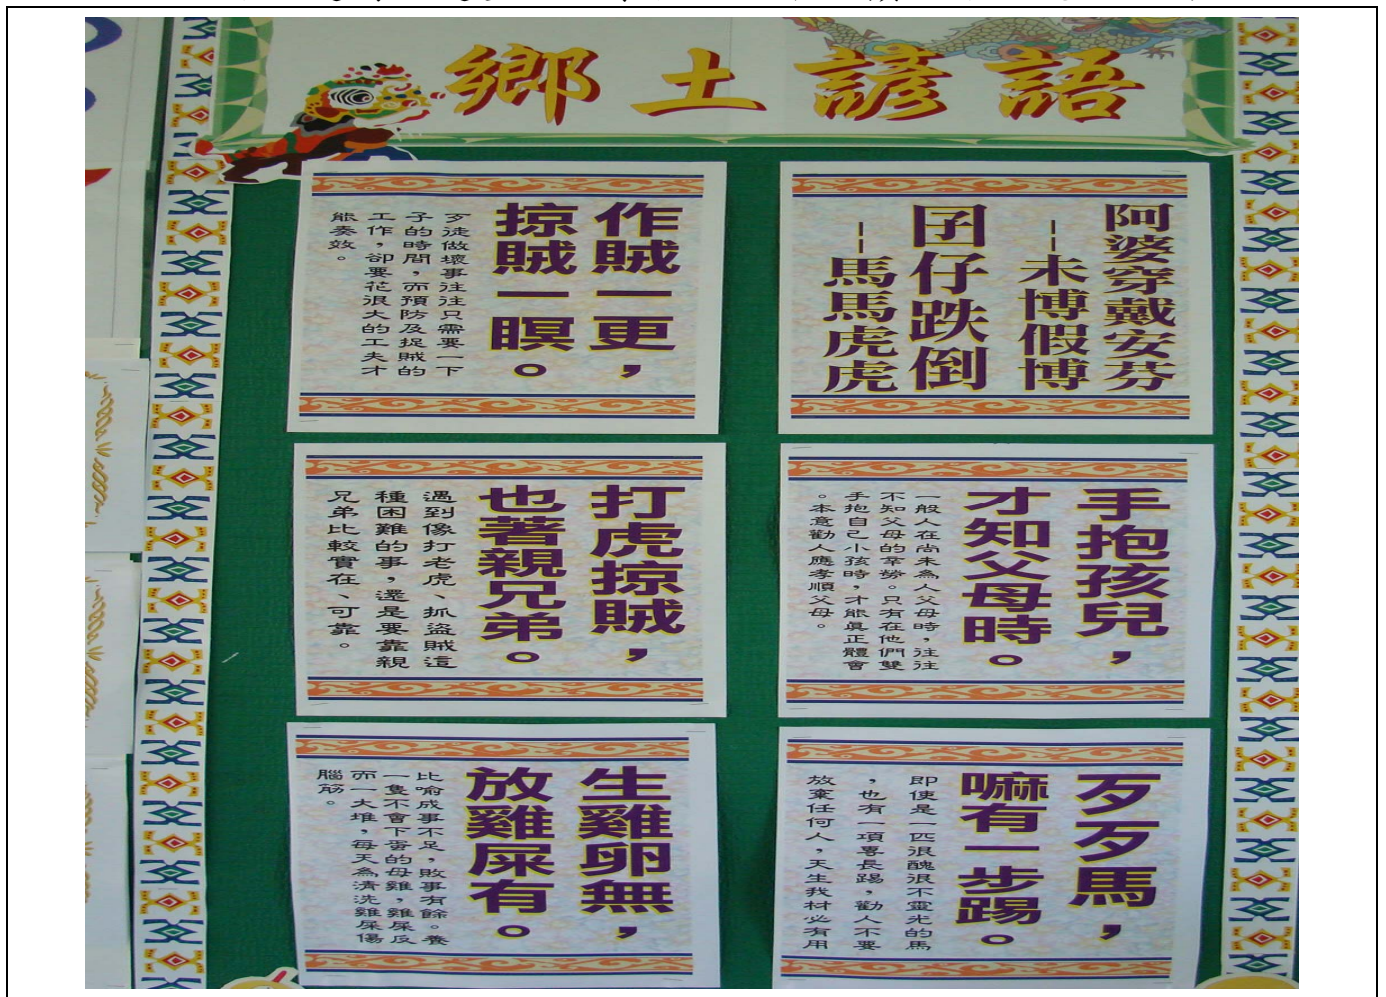 鄉土諺語
阿婆穿戴安芬
--未博假博
囝仔跌倒
--馬馬虎虎
作賊一更，
掠賊一暝。
歹徒做壞事往往只需要一下
子的時間，而預防及捉賊的
工作，卻要花很大的工夫才
能奏效。
手抱孩兒，
才知父母時。
一般人在尚未為人父母時，往往
不知父母的辛勞。只有在他們雙
手抱自己小孩時，才能真正體會
。本意勸人應孝順父母。
打虎掠賊，
也著親兄弟。
遇到像打老虎、抓盜賊這
種困難的事，還是要靠親
兄弟比較實在、可靠。
歹歹馬，
嘛有一步踢。
即使是一匹很醜很不靈光的馬
，也有一項專長踢，勸人不要
放棄任何人，天生我材必有用
生雞卵無，
放雞屎有。
比喻成事不足，敗事有餘。養
一隻不會下蛋的母雞，雞屎反
而一大堆，每天為清洗雞屎傷
腦筋。